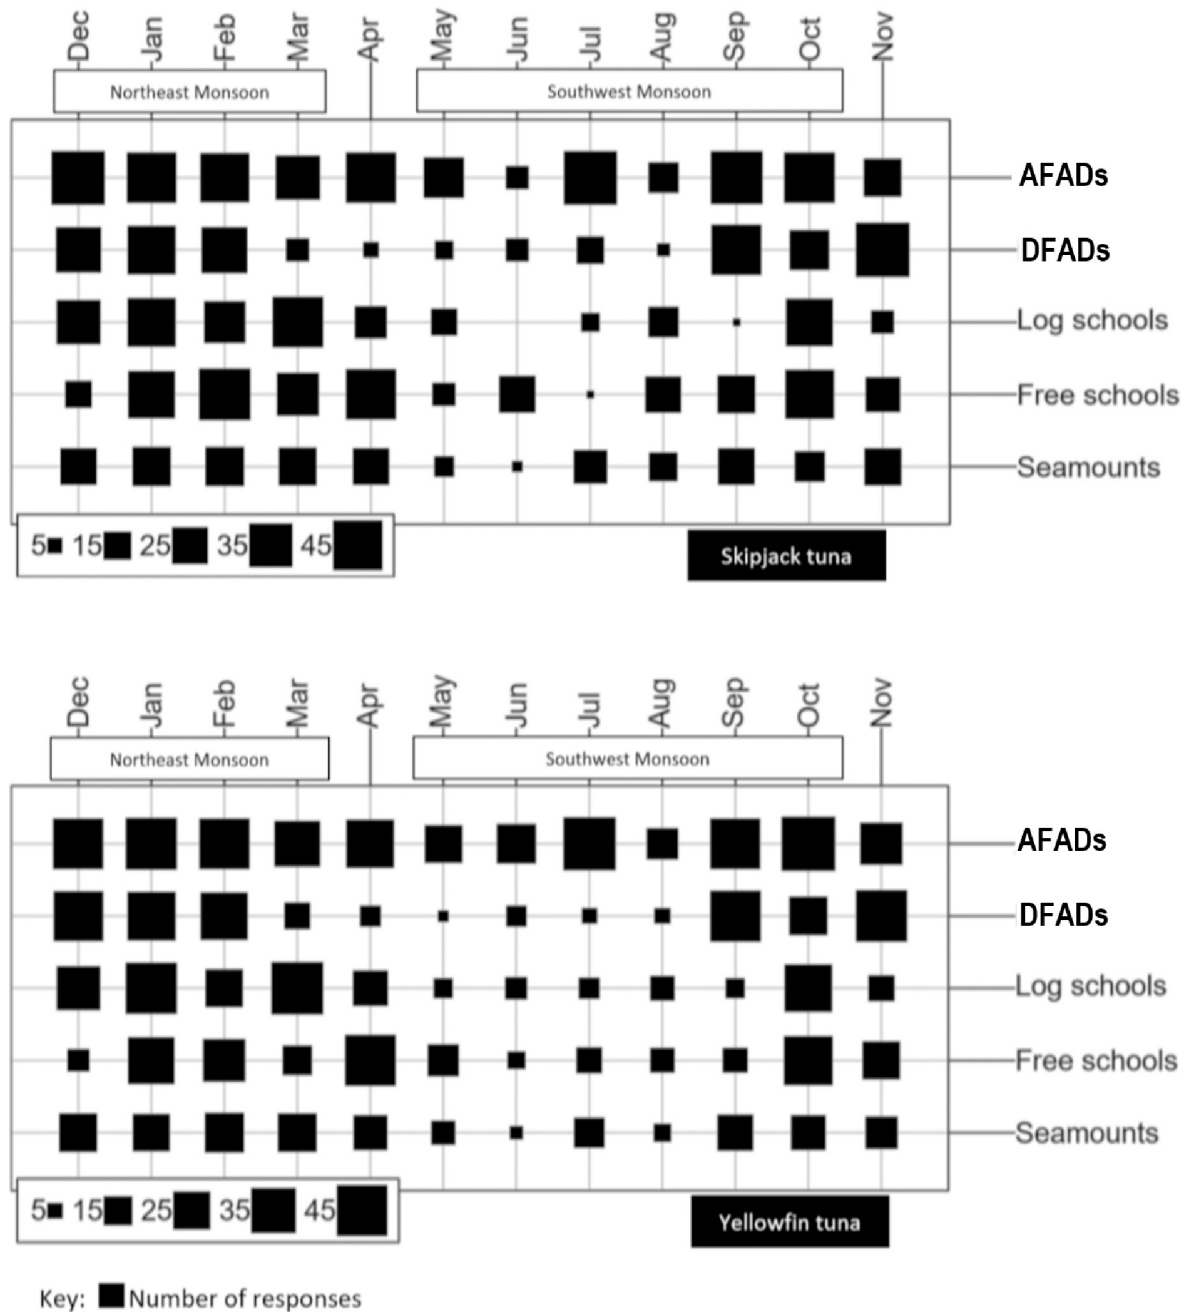 Dec Jan Feb Mar Apr May Jun Jul Aug Sep Oct Nov
Northeast Monsoon Southwest Monsoon
AFADs
DFADs
Log schools
Free schools
Seamounts
5 15 25 35 45
Skipjack tuna
Dec Jan Feb Mar Apr May Jun Jul Aug Sep Oct Nov
Northeast Monsoon Southwest Monsoon
AFADs
DFADs
Log schools
Free schools
Seamounts
5 15 25 35 45
Yellowfin tuna
Key: Number of responses